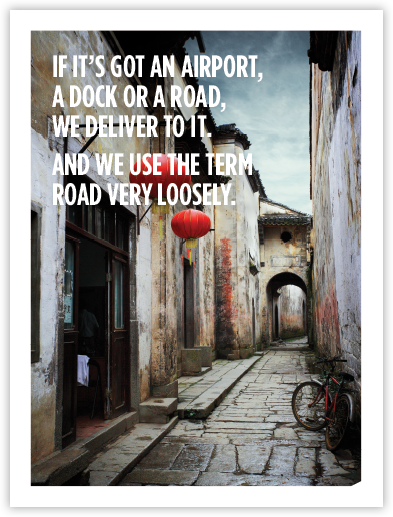 IF IT'S GOT AN AIRPORT,
A DOCK OR A ROAD,
WE DELIVER TO IT.
AND WE USE THE TERM
ROAD VERY LOOSELY.